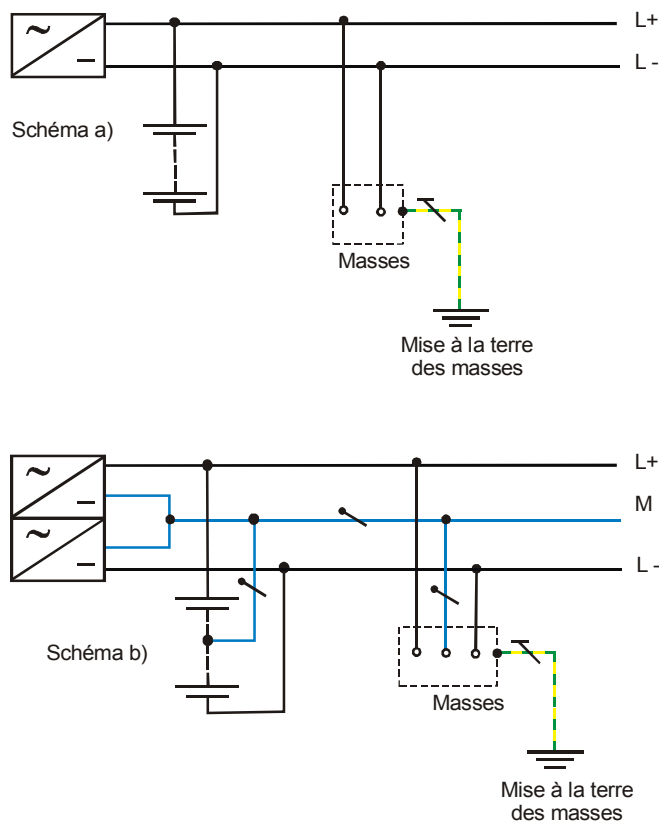 L+
L -
Schéma a)
Masses
Mise à la terre
des masses
L+
M
L -
Schéma b)
Masses
Mise à la terre
des masses